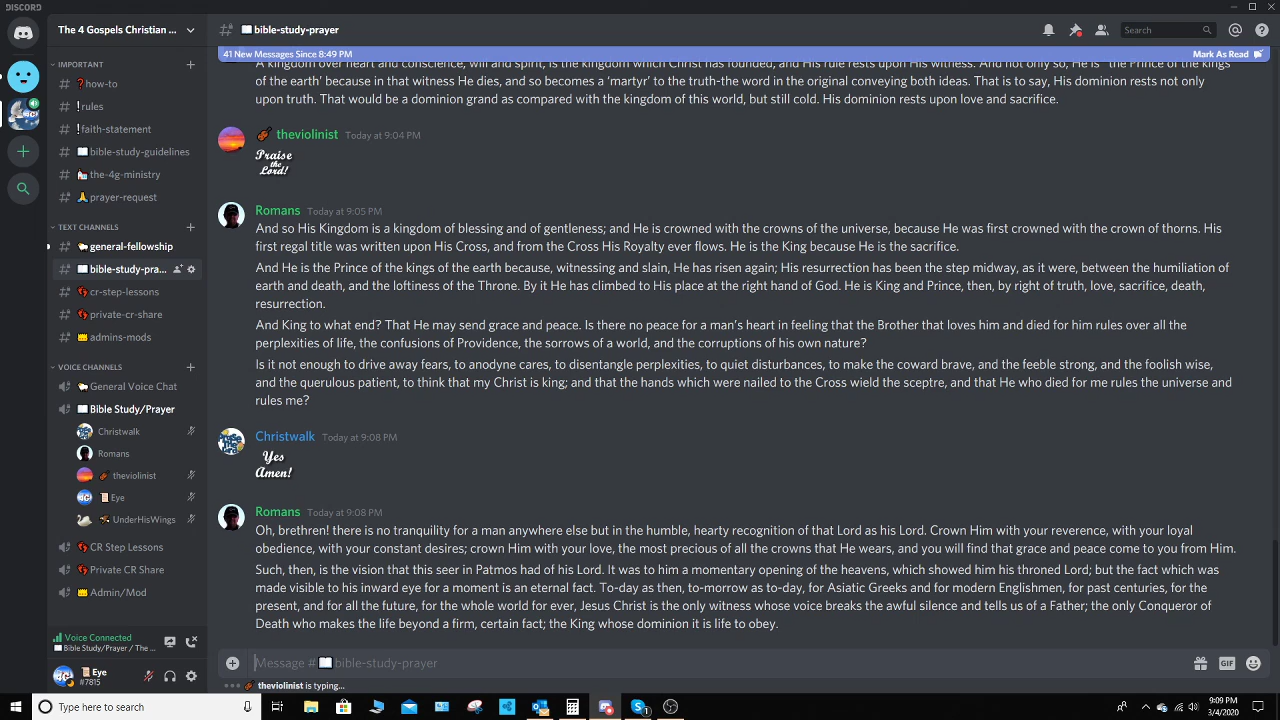 DISCORD
The 4 Gospels Christian ...
bible-study-prayer
Search
41 New Messages Since 8:49 PM
Mark As Read
IMPORTANT
how-to
rules
faith-statement
bible-study-guidelines
the-4g-ministry
prayer-request
TEXT CHANNELS
general-fellowship
bible-study-pra...
cr-step-lessons
private-cr-share
admins-mods
VOICE CHANNELS
General Voice Chat
Bible Study/Prayer
Christwalk
Romans
theviolinist
Eye
UnderHisWings
CR Step Lessons
Private CR Share
Admin/Mod
Voice Connected
Bible Study/Prayer / The ...
Eye
#7815
A kingdom over heart and conscience, will and spirit, is the kingdom which Christ has founded, and His rule rests upon His witness. And not only so, He is "the Prince of the kings
of the earth' because in that witness He dies, and so becomes a 'martyr' to the truth-the word in the original conveying both ideas. That is to say, His dominion rests not only
upon truth. That would be a dominion grand as compared with the kingdom of this world, but still cold. His dominion rests upon love and sacrifice.
theviolinist Today at 9:04 PM
Praise
the
Lord!
Romans Today at 9:05 PM
And so His Kingdom is a kingdom of blessing and of gentleness; and He is crowned with the crowns of the universe, because He was first crowned with the crown of thorns. His
first regal title was written upon His Cross, and from the Cross His Royalty ever flows. He is the King because He is the sacrifice.
And He is the Prince of the kings of the earth because, witnessing and slain, He has risen again; His resurrection has been the step midway, as it were, between the humiliation of
earth and death, and the loftiness of the Throne. By it He has climbed to His place at the right hand of God. He is King and Prince, then, by right of truth, love, sacrifice, death,
resurrection.
And King to what end? That He may send grace and peace. Is there no peace for a man's heart in feeling that the Brother that loves him and died for him rules over all the
perplexities of life, the confusions of Providence, the sorrows of a world, and the corruptions of his own nature?
Is it not enough to drive away fears, to anodyne cares, to disentangle perplexities, to quiet disturbances, to make the coward brave, and the feeble strong, and the foolish wise,
and the querulous patient, to think that my Christ is king; and that the hands which were nailed to the Cross wield the sceptre, and that He who died for me rules the universe and
rules me?
Christwalk Today at 9:08 PM
Yes
Amen!
Romans Today at 9:08 PM
Oh, brethren! there is no tranquility for a man anywhere else but in the humble, hearty recognition of that Lord as his Lord. Crown Him with your reverence, with your loyal
obedience, with your constant desires; crown Him with your love, the most precious of all the crowns that He wears, and you will find that grace and peace come to you from Him.
Such, then, is the vision that this seer in Patmos had of his Lord. It was to him a momentary opening of the heavens, which showed him his throned Lord; but the fact which was
made visible to his inward eye for a moment is an eternal fact. To-day as then, to-morrow as to-day, for Asiatic Greeks and for modern Englishmen, for past centuries, for the
present, and for all the future, for the whole world for ever, Jesus Christ is the only witness whose voice breaks the awful silence and tells us of a Father; the only Conqueror of
Death who makes the life beyond a firm, certain fact; the King whose dominion it is life to obey.
Message # bible-study-prayer
GIF
theviolinist is typing...
Type here to search
9:09 PM
3/4/2020